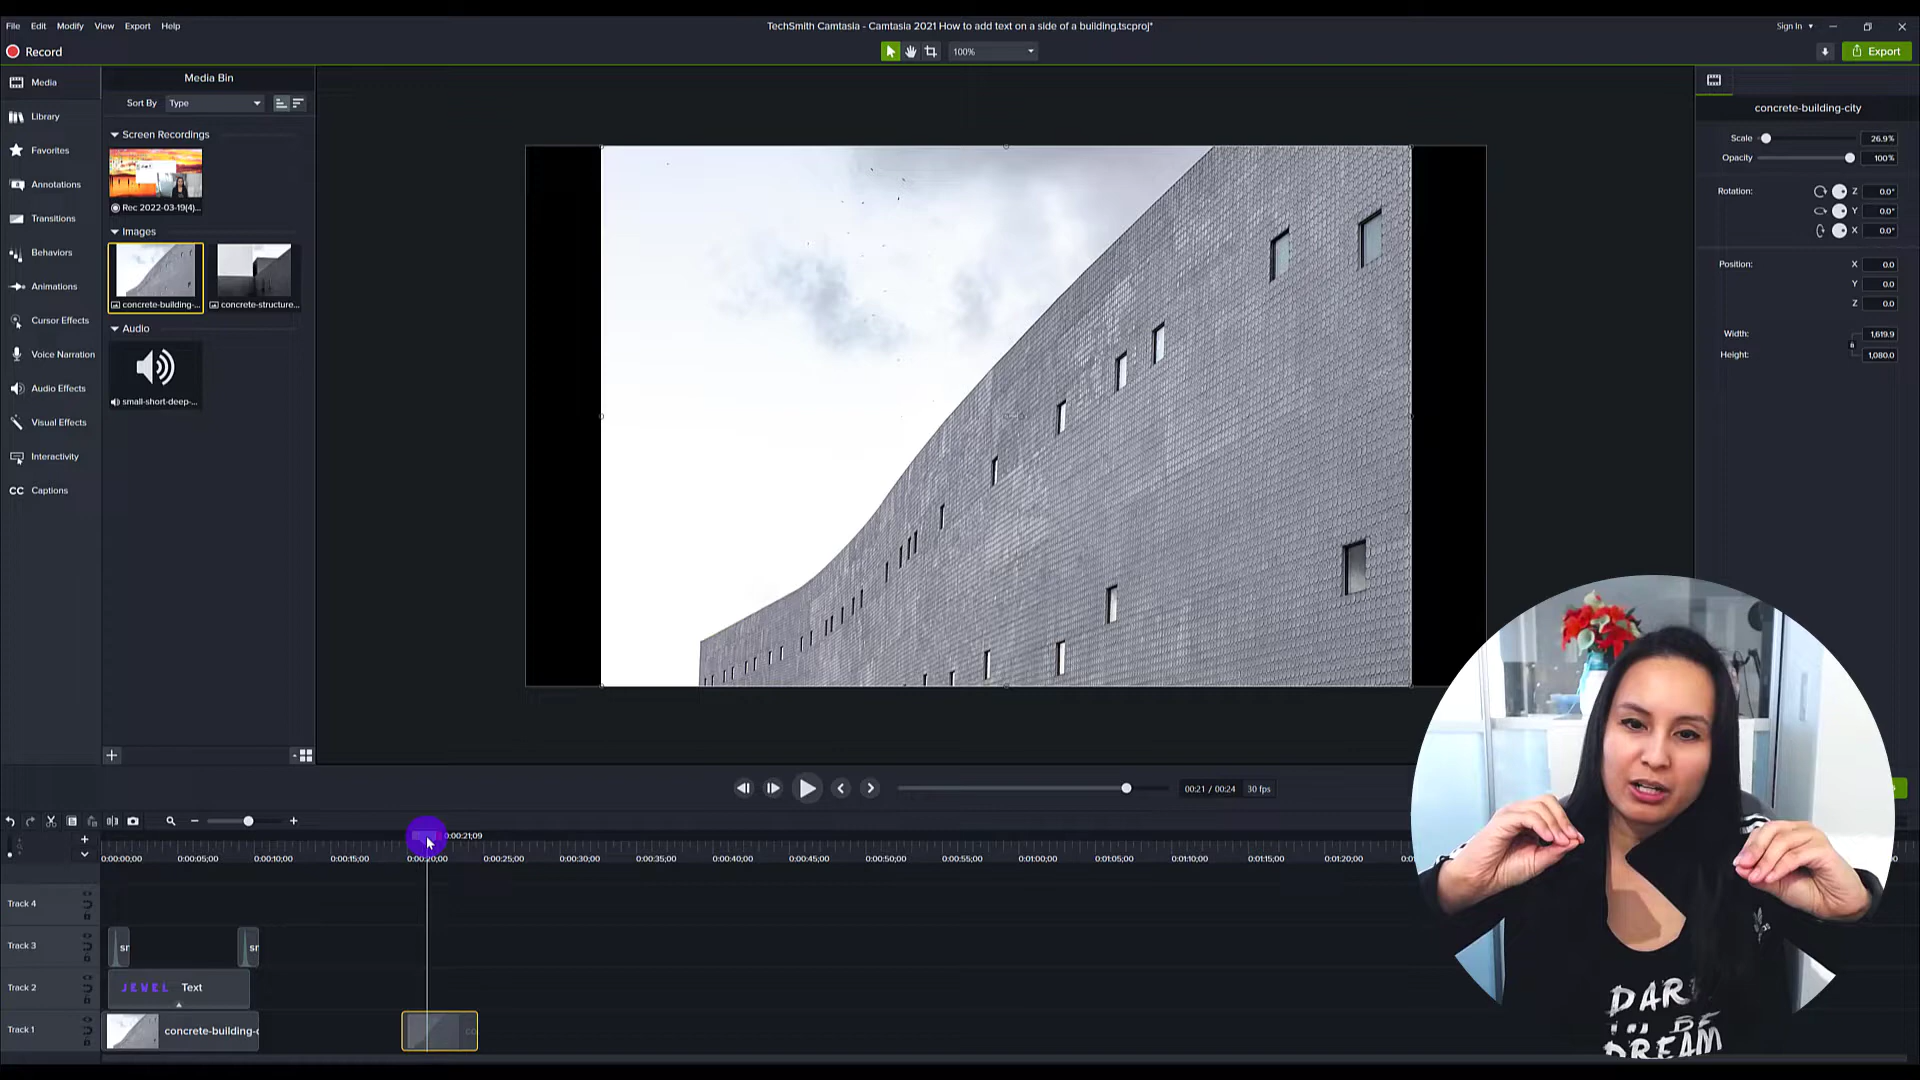 File Edit Modify View Export Help
TechSmith Camtasia - Camtasia 2021 How to add text on a side of a building.tscproj*
Sign In
Record
100%
Export
Media
Library
Favorites
Annotations
Transitions
Behaviors
Animations
Cursor Effects
Voice Narration
Audio Effects
Visual Effects
Interactivity
CC Captions
Media Bin
Sort By Type
Screen Recordings
Rec 2022-03-19(4)...
Images
concrete-building-...
concrete-structure...
Audio
small-short-deep-...
concrete-building-city
Scale 26.9%
Opacity 100%
Rotation: Z 0.0°
Y 0.0°
X 0.0°
Position: X 0.0
Y 0.0
Z 0.0
Width: 1,619.9
Height: 1,080.0
00:21 / 00:24 30 fps
0:00:21;09
0:00:00;00 0:00:05;00 0:00:10;00 0:00:15;00 0:00:20;00 0:00:25;00 0:00:30;00 0:00:35;00 0:00:40;00 0:00:45;00 0:00:50;00 0:00:55;00 0:01:00;00 0:01:05;00 0:01:10;00 0:01:15;00 0:01:20;00
Track 4
Track 3
sr
sr
Track 2
JEWEL Text
Track 1
concrete-building-c
co
DREAM